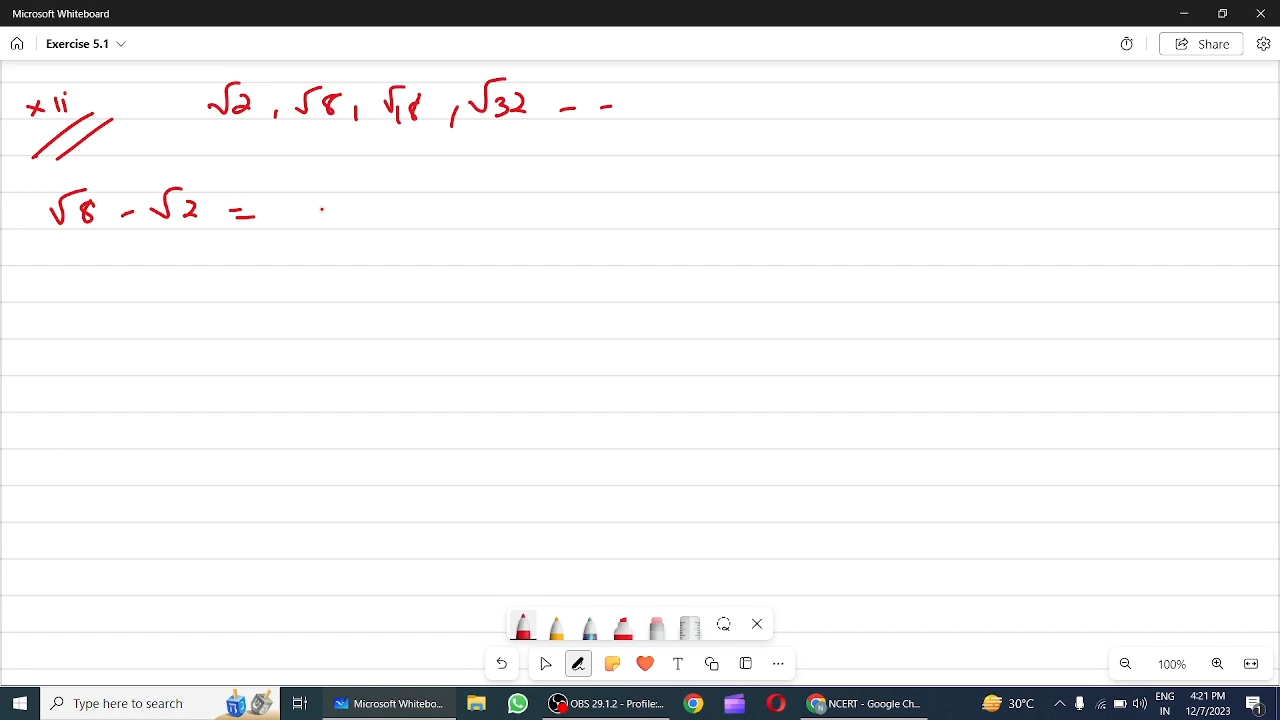 Microsoft Whiteboard
Exercise 5.1
Share
xii √2, √8, √18, √32 - -
√8 - √2 =
T
100%
Type here to search
Microsoft Whitebo...
OBS 29.1.2 - Profile:...
NCERT - Google Ch...
30°C
ENG
IN
4:21 PM
12/7/2023